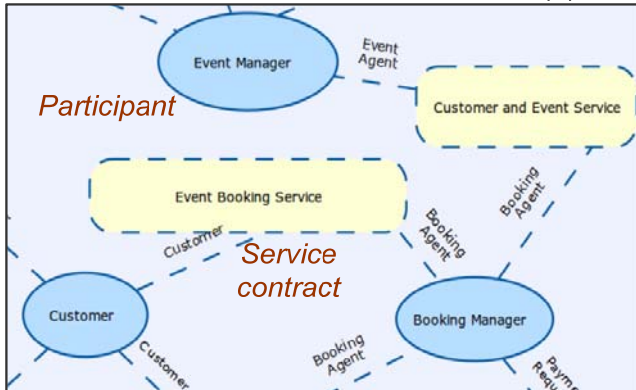 Event Manager
Event
Agent
Participant
Customer and Event Service
Event Booking Service
Booking
Agent
Customer
Booking
Agent
Service
contract
Customer
Booking Manager
Booking
Agent
Customer